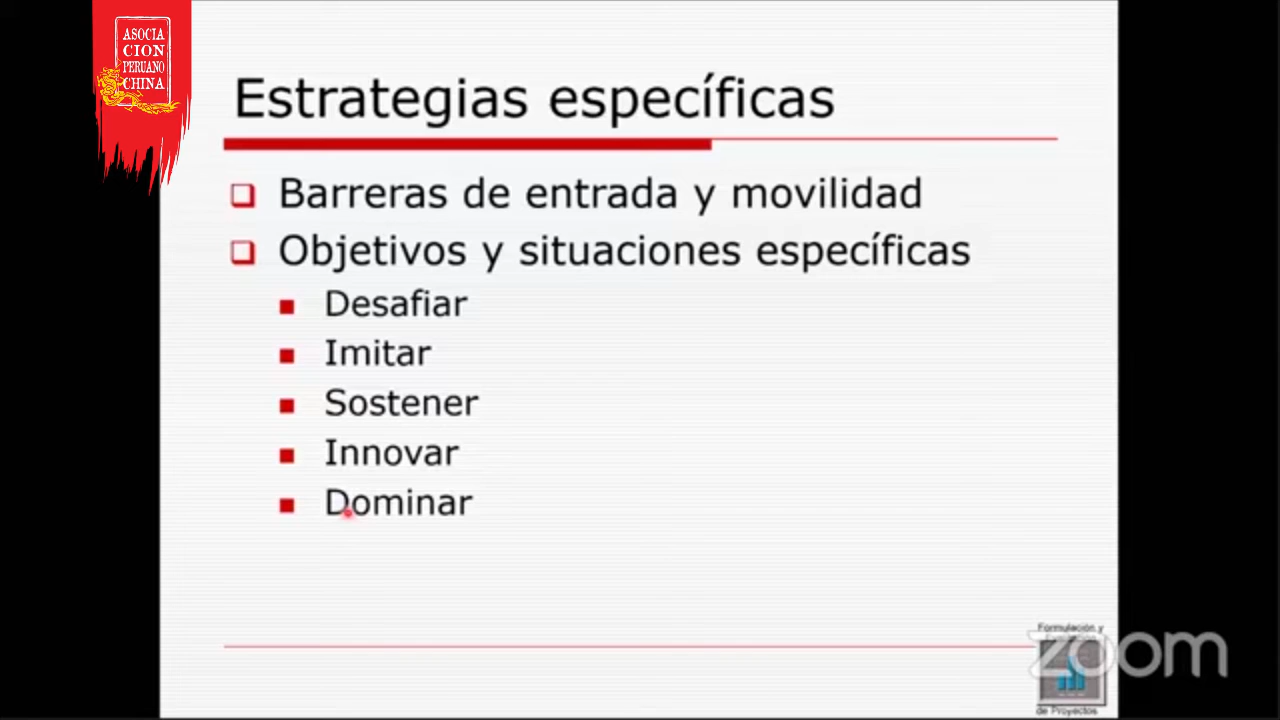 ASOCIA
CION
PERUANO
CHINA
Estrategias específicas
Barreras de entrada y movilidad
Objetivos y situaciones específicas
Desafiar
Imitar
Sostener
Innovar
Dominar
Formulación y
zoom
de Proyectos